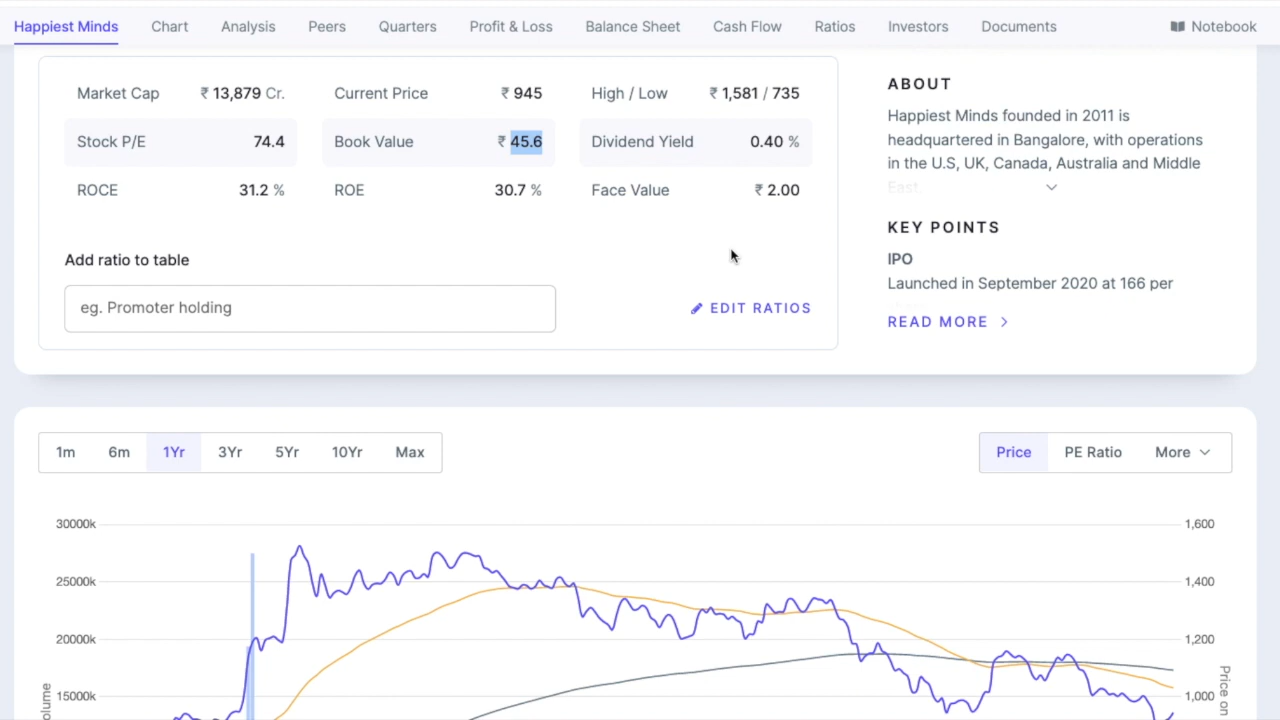 Happiest Minds Chart Analysis Peers Quarters Profit & Loss Balance Sheet Cash Flow Ratios Investors Documents Notebook
Market Cap ₹ 13,879 Cr. Current Price ₹ 945 High / Low ₹ 1,581 / 735
Stock P/E 74.4 Book Value ₹ 45.6 Dividend Yield 0.40 %
ROCE 31.2 % ROE 30.7 % Face Value ₹ 2.00
Add ratio to table
eg. Promoter holding
EDIT RATIOS
ABOUT
Happiest Minds founded in 2011 is
headquartered in Bangalore, with operations
in the U.S, UK, Canada, Australia and Middle
East
KEY POINTS
IPO
Launched in September 2020 at 166 per
READ MORE
1m 6m 1Yr 3Yr 5Yr 10Yr Max
Price PE Ratio More
30000k 1,600
25000k 1,400
20000k 1,200
15000k 1,000
Price on